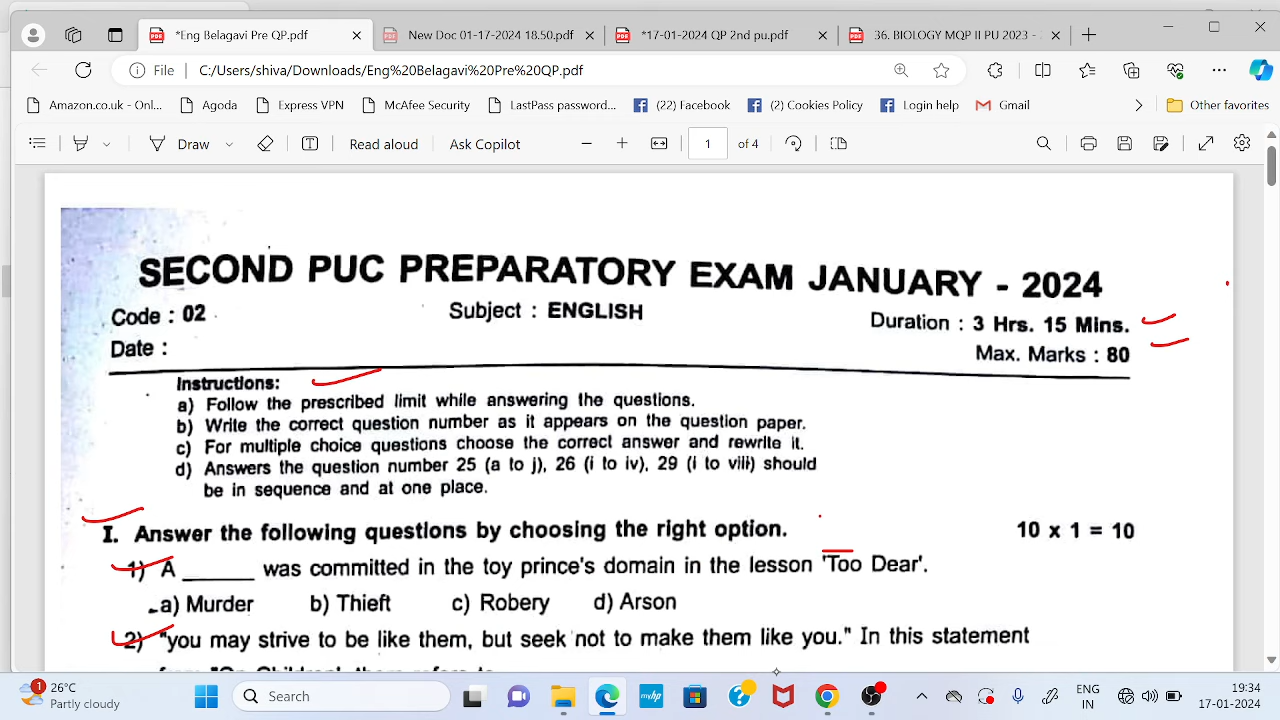 *Eng Belagavi Pre QP.pdf
New Doc 01-17-2024 18.50.pdf
*17-01-2024 QP 2nd pu.pdf
36BIOLOGY MQP II PU 2023 -
File C:/Users/shiva/Downloads/Eng%20Belagavi%20Pre%20QP.pdf
Amazon.co.uk - Onl...
Agoda
Express VPN
McAfee Security
LastPass password...
(22) Facebook
(2) Cookies Policy
Login help
Gmail
Other favorites
Draw
Read aloud
Ask Copilot
1 of 4
SECOND PUC PREPARATORY EXAM JANUARY - 2024
Code : 02
Subject : ENGLISH
Duration : 3 Hrs. 15 Mins.
Date :
Max. Marks : 80
Instructions:
a) Follow the prescribed limit while answering the questions.
b) Write the correct question number as it appears on the question paper.
c) For multiple choice questions choose the correct answer and rewrite it.
d) Answers the question number 25 (a to j), 26 (i to iv), 29 (i to viii) should
be in sequence and at one place.
I. Answer the following questions by choosing the right option. 10 x 1 = 10
1) A ______ was committed in the toy prince's domain in the lesson 'Too Dear'.
a) Murder b) Thieft c) Robery d) Arson
2) "you may strive to be like them, but seek not to make them like you." In this statement
26°C
Partly cloudy
1
Search
ENG
IN
19:34
17-01-2024